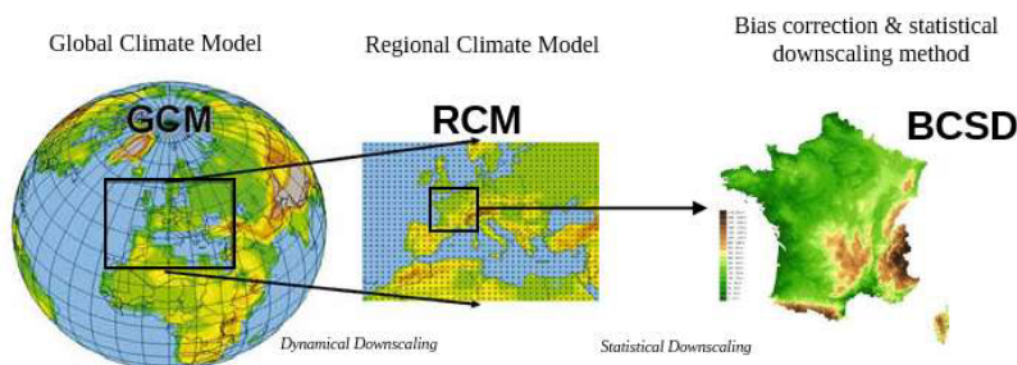 Global Climate Model
Regional Climate Model
Bias correction & statistical
downscaling method
GCM
RCM
BCSD
Dynamical Downscaling
Statistical Downscaling